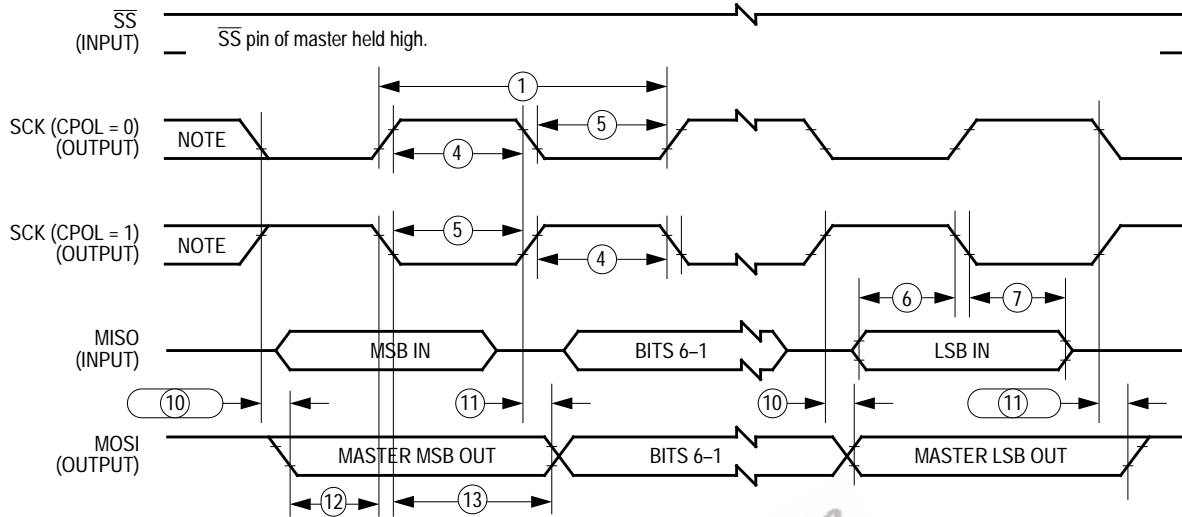 SS
(INPUT)
SS pin of master held high.
1
SCK (CPOL = 0)
(OUTPUT)
NOTE
5
4
SCK (CPOL = 1)
(OUTPUT)
NOTE
5
4
6
7
MISO
(INPUT)
MSB IN
BITS 6–1
LSB IN
10
11
10
11
MOSI
(OUTPUT)
MASTER MSB OUT
BITS 6–1
MASTER LSB OUT
12
13